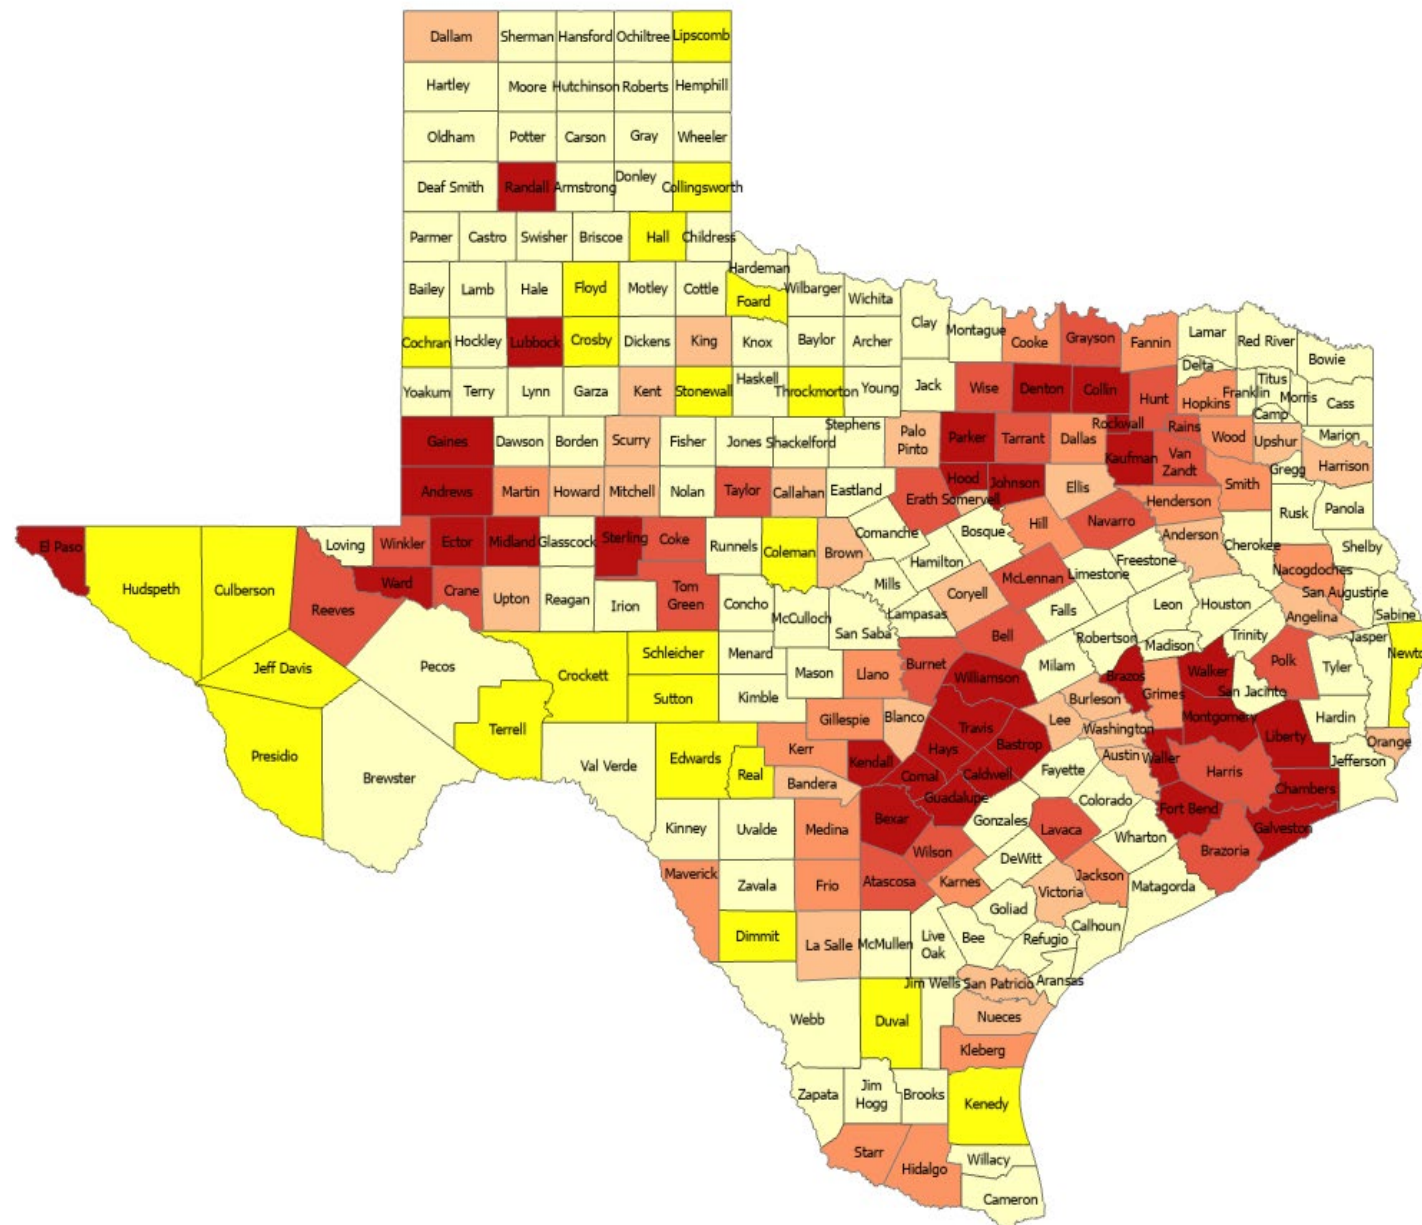 Dallam
Sherman
Hansford
Ochiltree
Lipscomb
Hartley
Moore
Hutchinson
Roberts
Hemphill
Oldham
Potter
Carson
Gray
Wheeler
Deaf Smith
Randall
Armstrong
Donley
Collingsworth
Parmer
Castro
Swisher
Briscoe
Hall
Childress
Hardeman
Bailey
Lamb
Hale
Floyd
Motley
Cottle
Foard
Wilbarger
Wichita
Clay
Montague
Cooke
Grayson
Fannin
Lamar
Red River
Bowie
Cochran
Hockley
Lubbock
Crosby
Dickens
King
Knox
Baylor
Archer
Delta
Titus
Franklin
Morris
Cass
Camp
Yoakum
Terry
Lynn
Garza
Kent
Stonewall
Haskell
Throckmorton
Young
Jack
Wise
Denton
Collin
Hunt
Hopkins
Rockwall
Rains
Wood
Upshur
Marion
Gaines
Dawson
Borden
Scurry
Fisher
Jones
Shackelford
Stephens
Palo
Pinto
Parker
Tarrant
Dallas
Kaufman
Van
Zandt
Smith
Gregg
Harrison
Andrews
Martin
Howard
Mitchell
Nolan
Taylor
Callahan
Eastland
Erath
Hood
Somervell
Johnson
Ellis
Henderson
Rusk
Panola
El Paso
Hudspeth
Culberson
Loving
Winkler
Ector
Midland
Glasscock
Sterling
Coke
Runnels
Coleman
Brown
Comanche
Bosque
Hill
Navarro
Anderson
Cherokee
Shelby
Nacogdoches
San Augustine
Sabine
Reeves
Ward
Crane
Upton
Reagan
Irion
Tom
Green
Concho
McCulloch
Mills
Hamilton
Coryell
McLennan
Limestone
Freestone
Falls
Leon
Houston
Angelina
Trinity
Jasper
Newto
Jeff Davis
Pecos
Crockett
Schleicher
Menard
San Saba
Lampasas
Bell
Robertson
Madison
Milam
Brazos
Walker
Polk
Tyler
San Jacinto
Presidio
Brewster
Terrell
Sutton
Kimble
Mason
Llano
Burnet
Williamson
Burleson
Grimes
Montgomery
Hardin
Liberty
Orange
Jefferson
Val Verde
Edwards
Real
Kerr
Gillespie
Blanco
Travis
Lee
Washington
Bandera
Kendall
Hays
Bastrop
Comal
Caldwell
Fayette
Austin
Waller
Harris
Chambers
Kinney
Uvalde
Medina
Bexar
Guadalupe
Gonzales
Lavaca
Colorado
Fort Bend
Galveston
Brazoria
Wharton
Maverick
Zavala
Frio
Atascosa
Wilson
Karnes
DeWitt
Victoria
Jackson
Matagorda
Dimmit
La Salle
McMullen
Live
Oak
Bee
Goliad
Refugio
Calhoun
Aransas
Webb
Duval
Jim Wells
San Patricio
Nueces
Kleberg
Zapata
Jim
Hogg
Brooks
Kenedy
Starr
Hidalgo
Willacy
Cameron